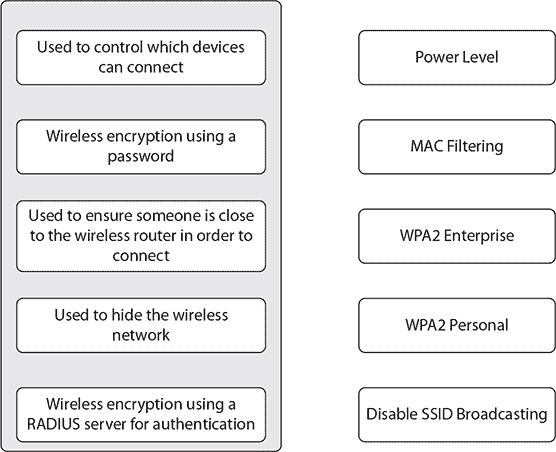 Used to control which devices
can connect
Power Level
Wireless encryption using a
password
MAC Filtering
Used to ensure someone is close
to the wireless router in order to
connect
WPA2 Enterprise
Used to hide the wireless
network
WPA2 Personal
Wireless encryption using a
RADIUS server for authentication
Disable SSID Broadcasting